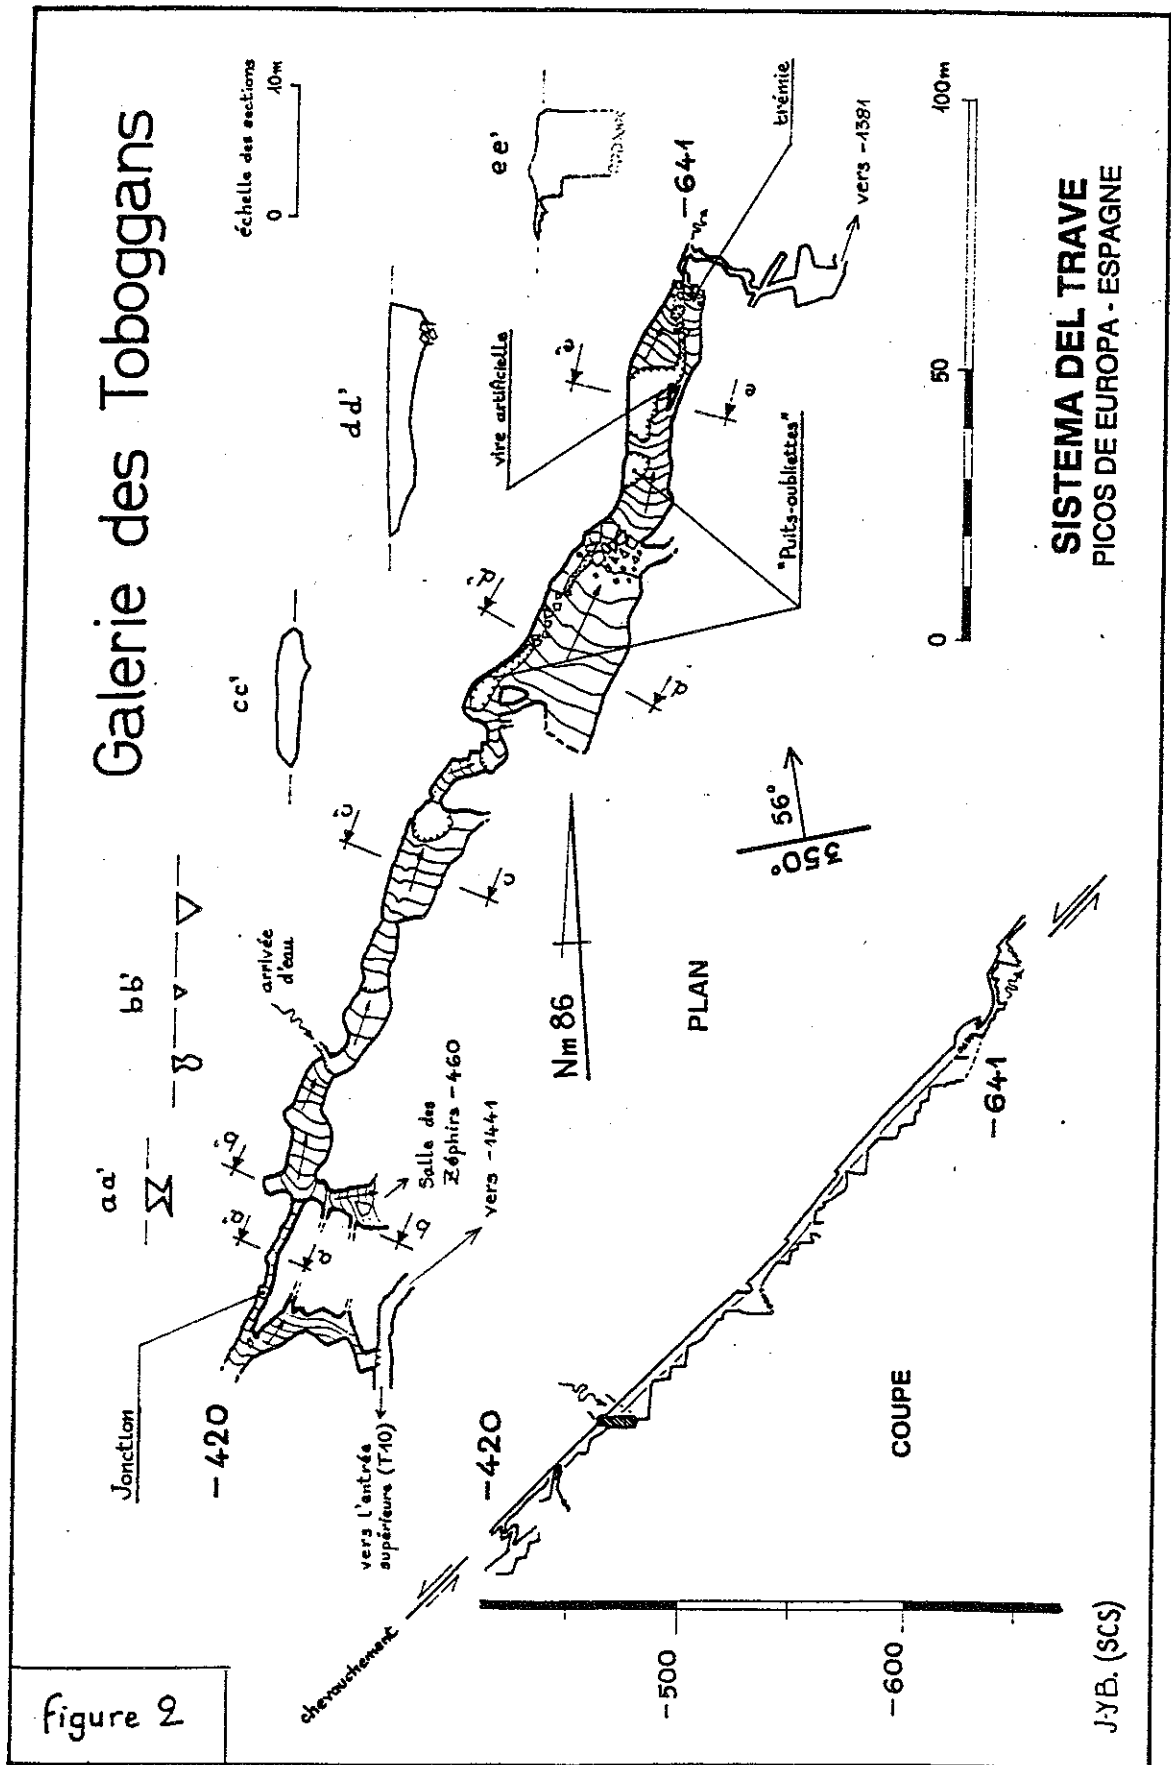 Galerie des Toboggans
échelle des sections
0
10m
aa'
bb'
cc'
dd'
ee'
Jonction
-420
vers l'entrée
supérieure (T10)
a
a'
b
b'
Salle des
Zéphirs -460
vers -1441
arrivée
d'eau
c
c'
d
d'
e
e'
vire artificielle
"Puits-oubliettes"
trémie
-641
vers -1381
Nm 86
PLAN
350°
56°
0
50
100m
SISTEMA DEL TRAVE
PICOS DE EUROPA - ESPAGNE
chevauchement
-420
-641
COUPE
-500
-600
J-YB. (SCS)
figure 2